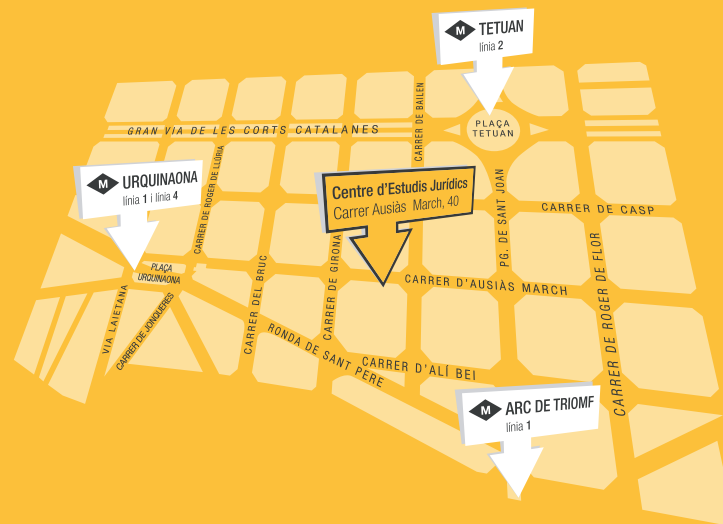 M TETUAN
línia 2
PLAÇA
TETUAN
CARRER DE BAILEN
GRAN VIA DE LES CORTS CATALANES
M URQUINAONA
línia 1 i línia 4
CARRER DE ROGER DE LLÚRIA
Centre d'Estudis Jurídics
Carrer Ausiàs March, 40
PG. DE SANT JOAN
CARRER DE CASP
PLAÇA
URQUINAONA
CARRER DE GIRONA
CARRER DEL BRUC
CARRER D'AUSIÀS MARCH
CARRER DE ROGER DE FLOR
VIA LAIETANA
CARRER DE JONQUERES
RONDA DE SANT PERE
CARRER D'ALÍ BEI
M ARC DE TRIOMF
línia 1